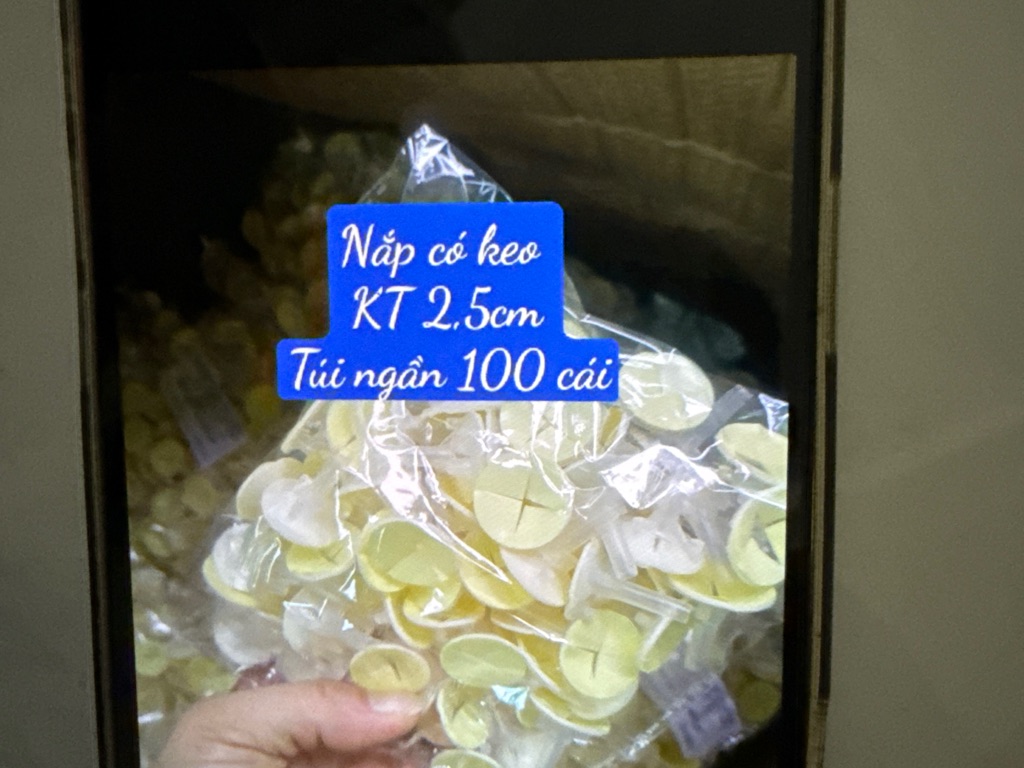 Nắp có keo
KT 2.5cm
Túi ngần 100 cái